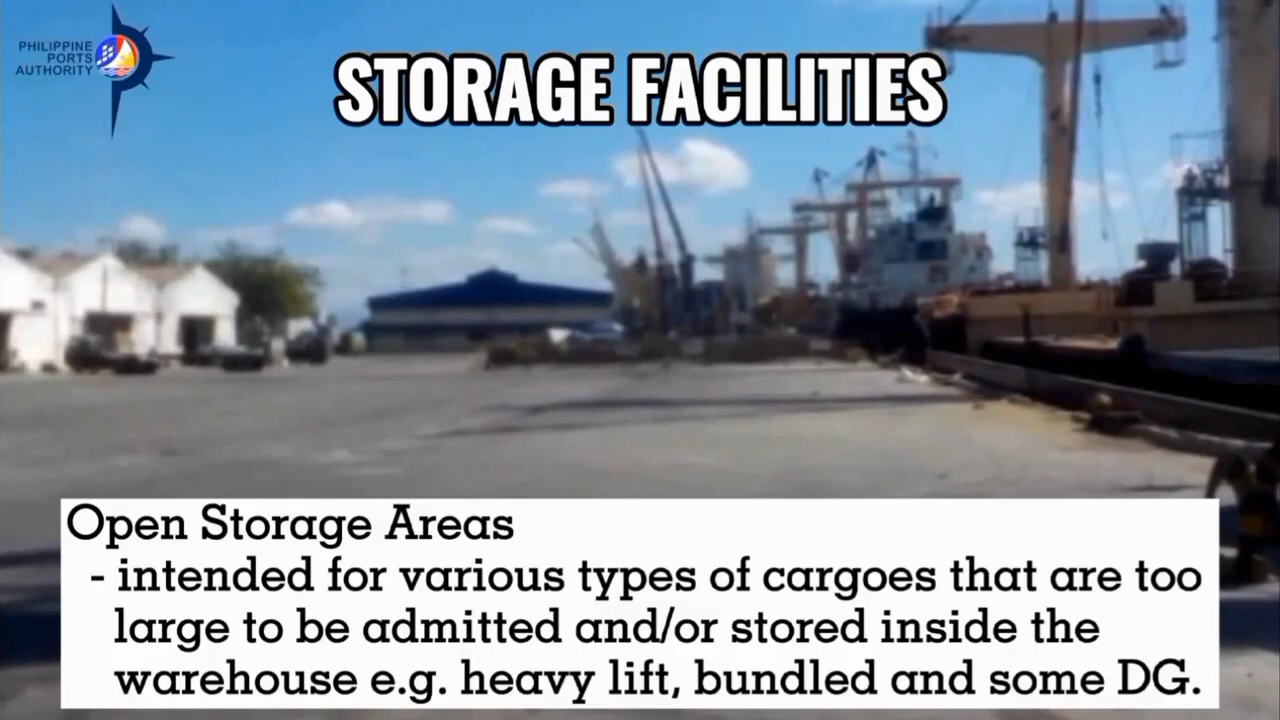 PHILIPPINE
PORTS
AUTHORITY
STORAGE FACILITIES
Open Storage Areas
- intended for various types of cargoes that are too
large to be admitted and/or stored inside the
warehouse e.g. heavy lift, bundled and some DG.